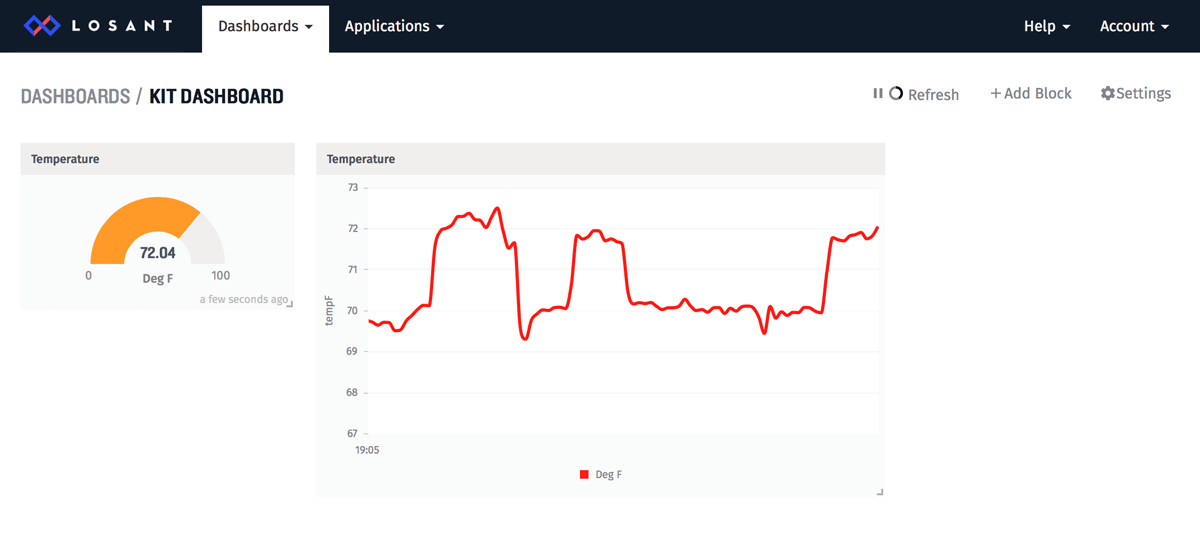 LOSANT Dashboards Applications Help Account
DASHBOARDS / KIT DASHBOARD
Refresh + Add Block Settings
Temperature
72.04
0 100
Deg F
a few seconds ago
Temperature
73
72
71
70
69
68
67
tempF
19:05
Deg F